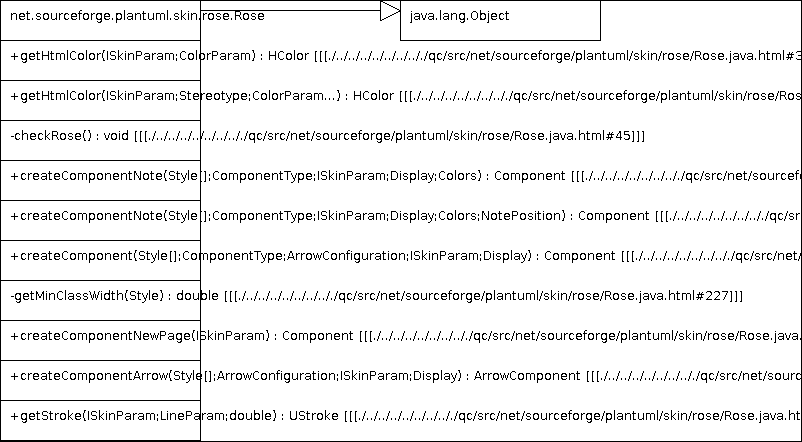 net.sourceforge.plantuml.skin.rose.Rose
java.lang.Object
+getHtmlColor(ISkinParam;ColorParam) : HColor [[[./../../../../../../../qc/src/net/sourceforge/plantuml/skin/rose/Rose.java.html#3
+getHtmlColor(ISkinParam;Stereotype;ColorParam...) : HColor [[[./../../../../../../../qc/src/net/sourceforge/plantuml/skin/rose/Ros
-checkRose() : void [[[./../../../../../../../qc/src/net/sourceforge/plantuml/skin/rose/Rose.java.html#45]]]
+createComponentNote(Style[];ComponentType;ISkinParam;Display;Colors) : Component [[[./../../../../../../../qc/src/net/sourcef
+createComponentNote(Style[];ComponentType;ISkinParam;Display;Colors;NotePosition) : Component [[[./../../../../../../../qc/sr
+createComponent(Style[];ComponentType;ArrowConfiguration;ISkinParam;Display) : Component [[[./../../../../../../../qc/src/net/
-getMinClassWidth(Style) : double [[[./../../../../../../../qc/src/net/sourceforge/plantuml/skin/rose/Rose.java.html#227]]]
+createComponentNewPage(ISkinParam) : Component [[[./../../../../../../../qc/src/net/sourceforge/plantuml/skin/rose/Rose.java.
+createComponentArrow(Style[];ArrowConfiguration;ISkinParam;Display) : ArrowComponent [[[./../../../../../../../qc/src/net/sourc
+getStroke(ISkinParam;LineParam;double) : UStroke [[[./../../../../../../../qc/src/net/sourceforge/plantuml/skin/rose/Rose.java.ht